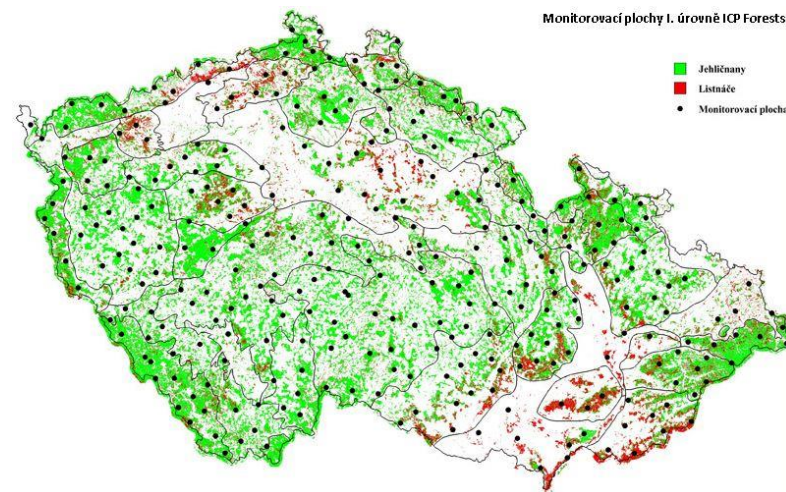 Monitorovací plochy I. úrovně ICP Forests
Jehličnany
Listnáče
Monitorovací plocha